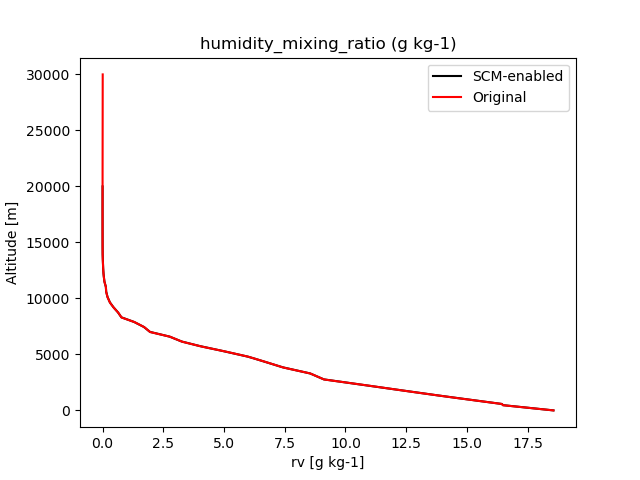 humidity_mixing_ratio (g kg-1)
SCM-enabled
Original
30000
25000
20000
15000
10000
5000
0
Altitude [m]
0.0 2.5 5.0 7.5 10.0 12.5 15.0 17.5
rv [g kg-1]